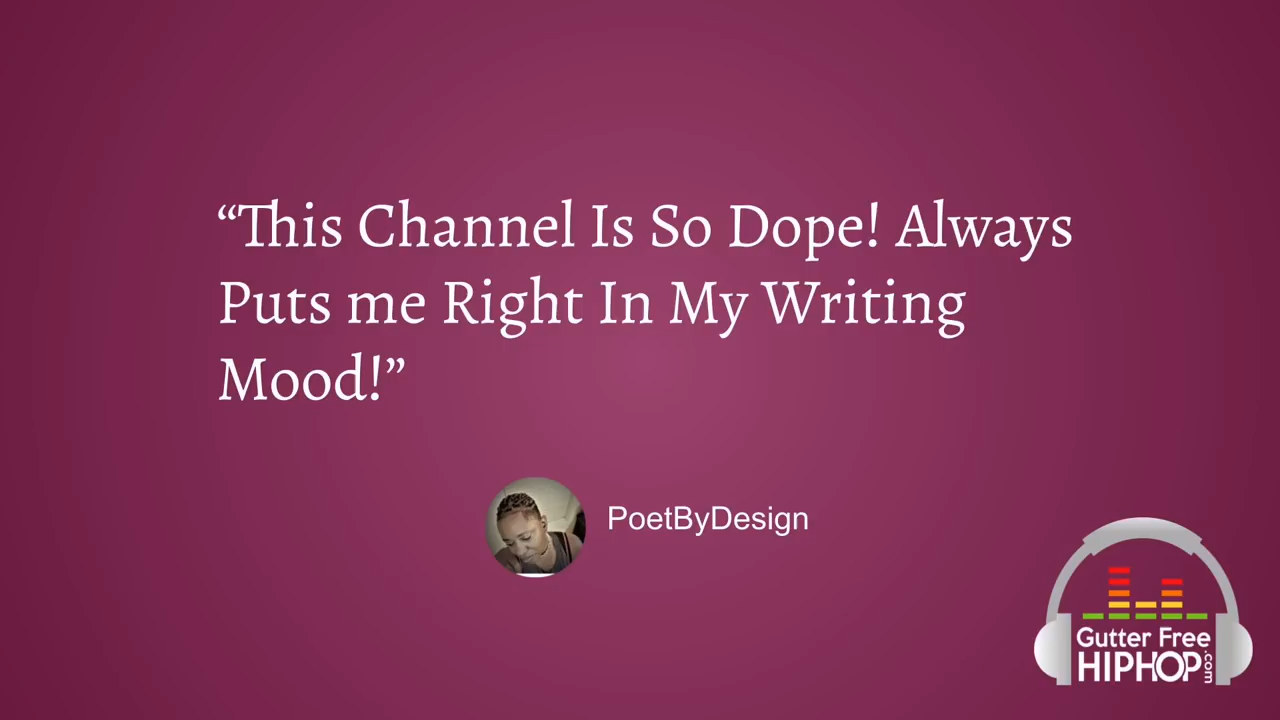 “This Channel Is So Dope! Always
Puts me Right In My Writing
Mood!”
PoetByDesign
Gutter Free
HIPHOP.com